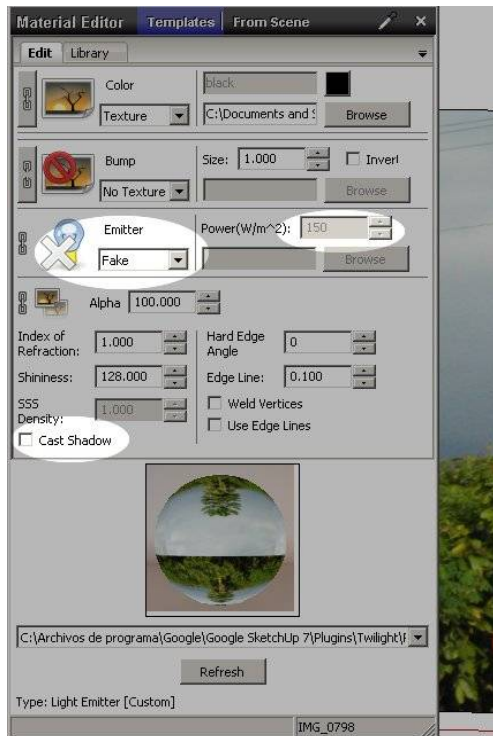 Material Editor Templates From Scene
Edit Library
Color black
Texture C:\Documents and S Browse
Bump Size: 1.000 Inver
No Texture Browse
Emitter Power(W/m^2): 150
Fake Browse
Alpha 100.000
Index of Refraction: 1.000 Hard Edge Angle 0
Shininess: 128.000 Edge Line: 0.100
SSS Density: 1.000 Weld Vertices
Use Edge Lines
Cast Shadow
C:\Archivos de programa\Google\Google SketchUp 7\Plugins\Twilight\
Refresh
Type: Light Emitter [Custom]
IMG_0798